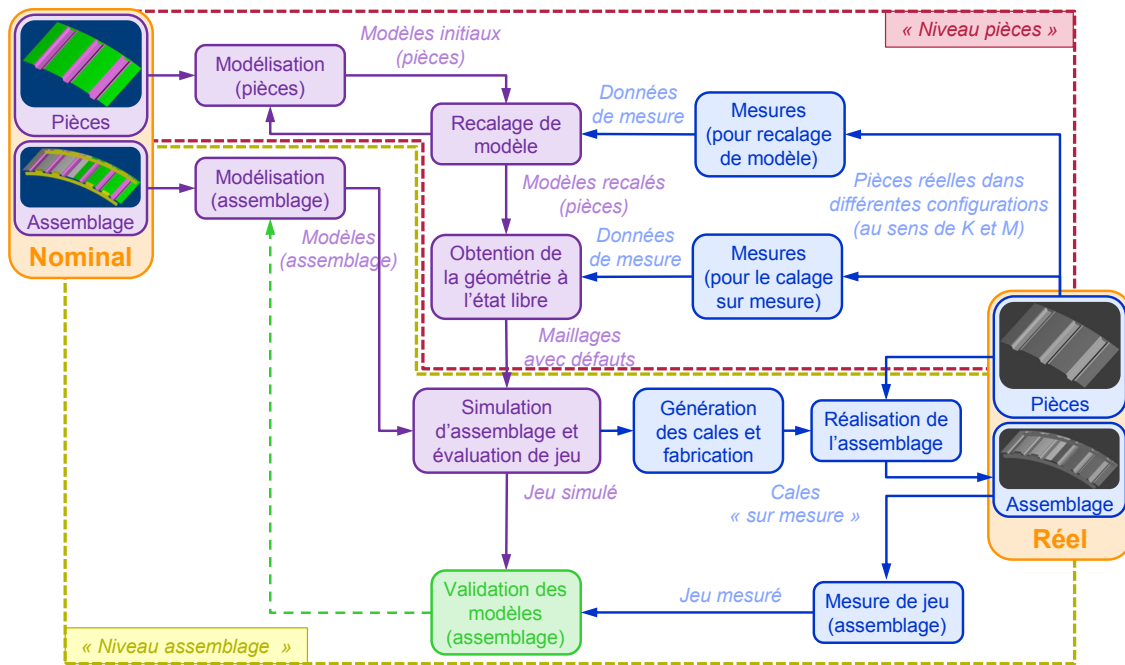 « Niveau pièces »
Pièces
Assemblage
Nominal
Modélisation
(pièces)
Modèles initiaux
(pièces)
Recalage de
modèle
Données
de mesure
Mesures
(pour recalage
de modèle)
Modélisation
(assemblage)
Modèles
(assemblage)
Modèles recalés
(pièces)
Pièces réelles dans
différentes configurations
(au sens de K et M)
Obtention de
la géométrie à
l’état libre
Données
de mesure
Mesures
(pour le calage
sur mesure)
Maillages
avec défauts
Simulation
d’assemblage et
évaluation de jeu
Génération
des cales et
fabrication
Réalisation de
l’assemblage
Pièces
Assemblage
Réel
Jeu simulé
Cales
« sur mesure »
Validation des
modèles
(assemblage)
Jeu mesuré
Mesure de jeu
(assemblage)
« Niveau assemblage »